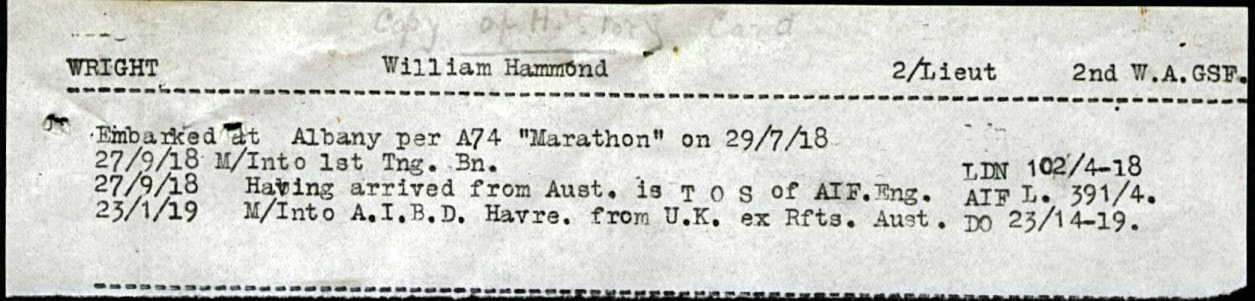 Copy of History Card
WRIGHT William Hammond 2/Lieut 2nd W.A.GSF.
Embarked at Albany per A74 "Marathon" on 29/7/18
27/9/18 M/Into 1st Tng. Bn. LDN 102/4-18
27/9/18 Having arrived from Aust. is T O S of AIF.Eng. AIF L. 391/4.
23/1/19 M/Into A.I.B.D. Havre. from U.K. ex Rfts. Aust. DO 23/14-19.